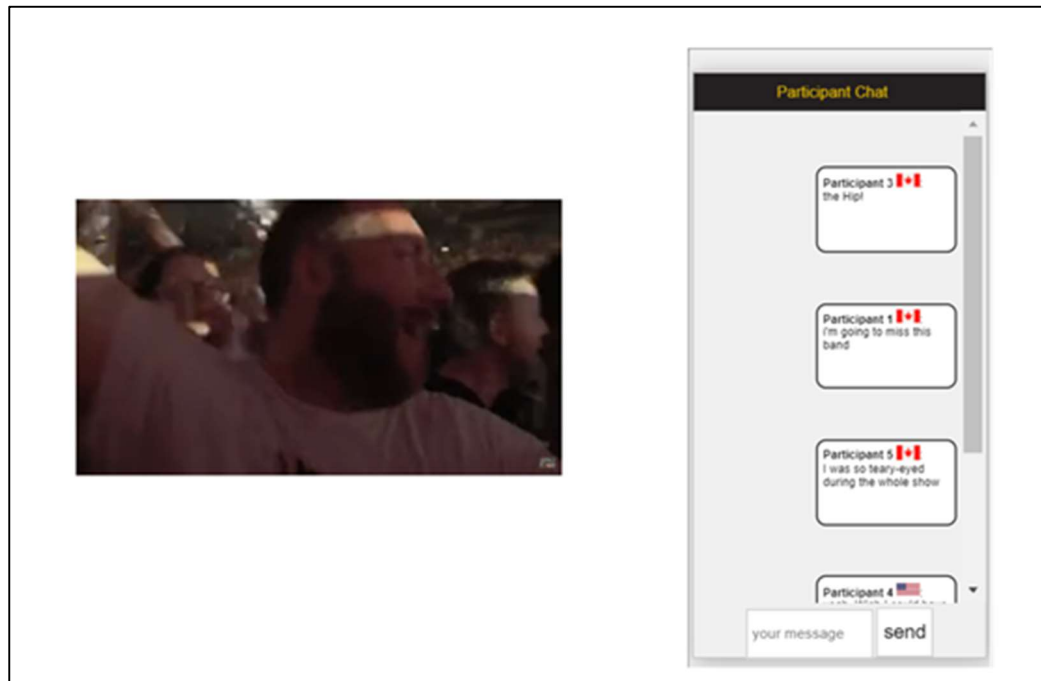 Participant Chat
Participant 3
the Hip!
Participant 1
i'm going to miss this
band
Participant 5
I was so teary-eyed
during the whole show
Participant 4
your message
send